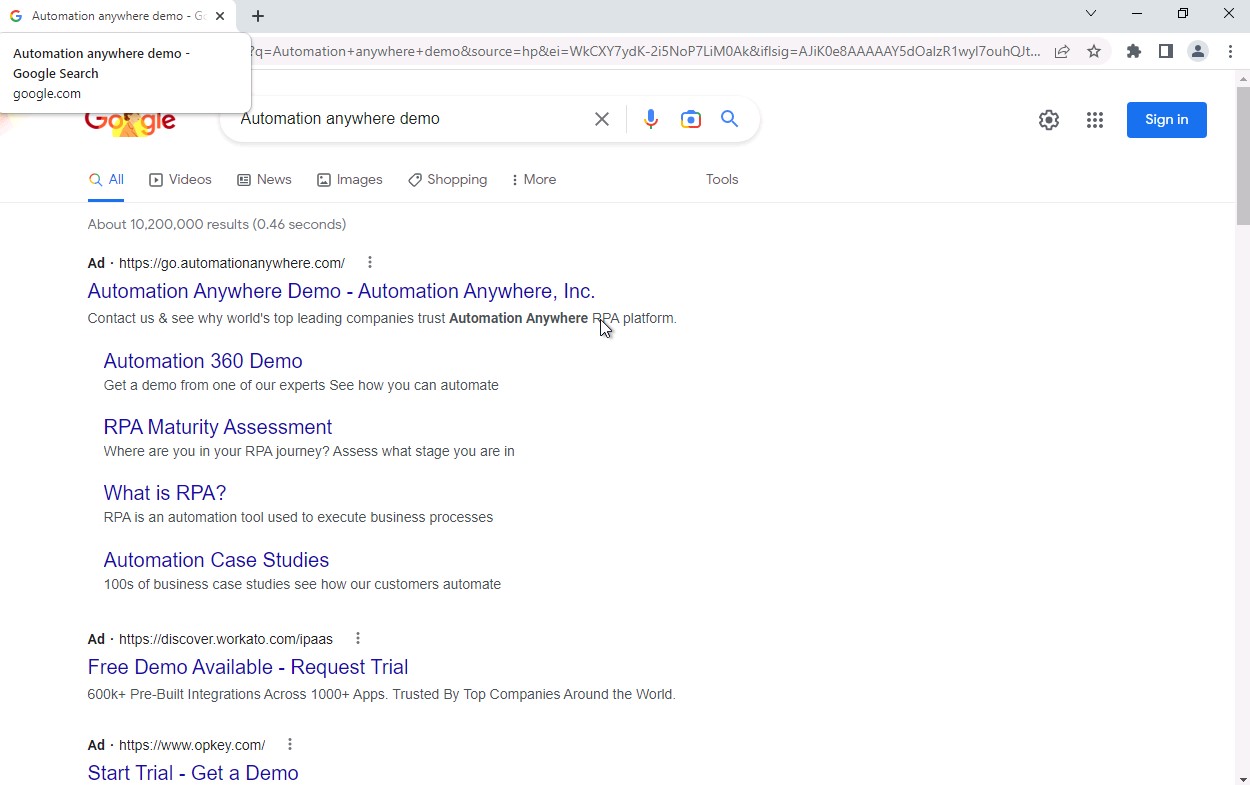 Automation anywhere demo - G
Automation anywhere demo -
Google Search
google.com
?q=Automation+anywhere+demo&source=hp&ei=WkCXY7ydK-2i5NoP7LiM0Ak&iflsig=AJiK0e8AAAAAY5dOalzR1wyI7ouhQJt...
Google
Automation anywhere demo
Sign in
All Videos News Images Shopping More Tools
About 10,200,000 results (0.46 seconds)
Ad · https://go.automationanywhere.com/
Automation Anywhere Demo - Automation Anywhere, Inc.
Contact us & see why world's top leading companies trust Automation Anywhere RPA platform.
Automation 360 Demo
Get a demo from one of our experts See how you can automate
RPA Maturity Assessment
Where are you in your RPA journey? Assess what stage you are in
What is RPA?
RPA is an automation tool used to execute business processes
Automation Case Studies
100s of business case studies see how our customers automate
Ad · https://discover.workato.com/ipaas
Free Demo Available - Request Trial
600k+ Pre-Built Integrations Across 1000+ Apps. Trusted By Top Companies Around the World.
Ad · https://www.opkey.com/
Start Trial - Get a Demo